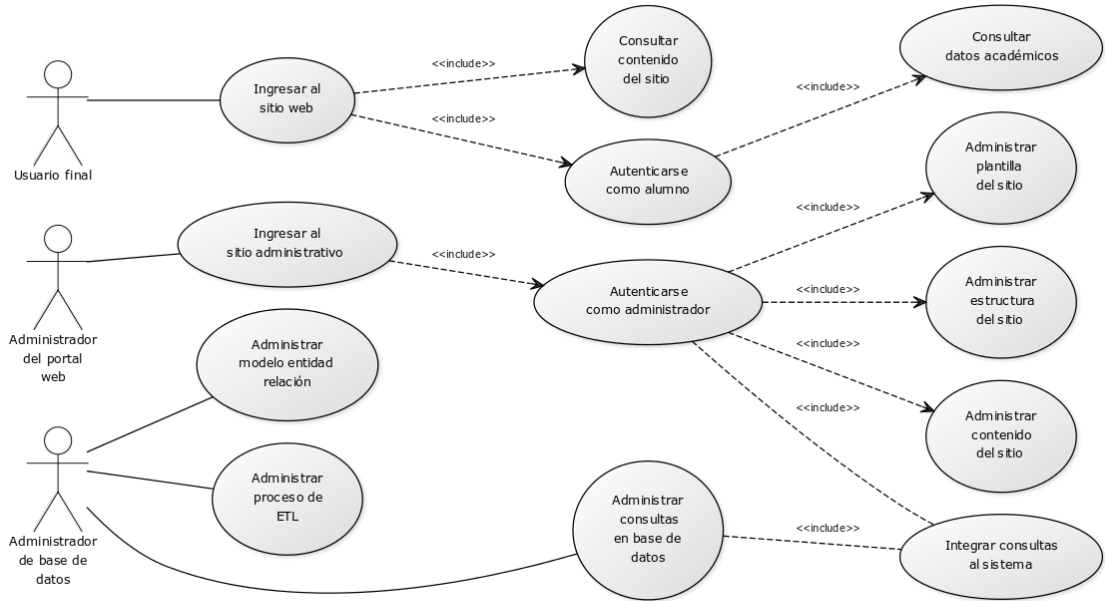 Consultar
datos académicos
Consultar
contenido
del sitio
<<include>>
Ingresar al
sitio web
<<include>>
<<include>>
Usuario final
Autenticarse
como alumno
Administrar
plantilla
del sitio
<<include>>
Ingresar al
sitio administrativo
<<include>>
Administrador
del portal
web
Autenticarse
como administrador
<<include>>
Administrar
estructura
del sitio
Administrar
modelo entidad
relación
<<include>>
<<include>>
Administrar
contenido
del sitio
Administrar
proceso de
ETL
Administrador
de base de
datos
Administrar
consultas
en base de
datos
<<include>>
Integrar consultas
al sistema